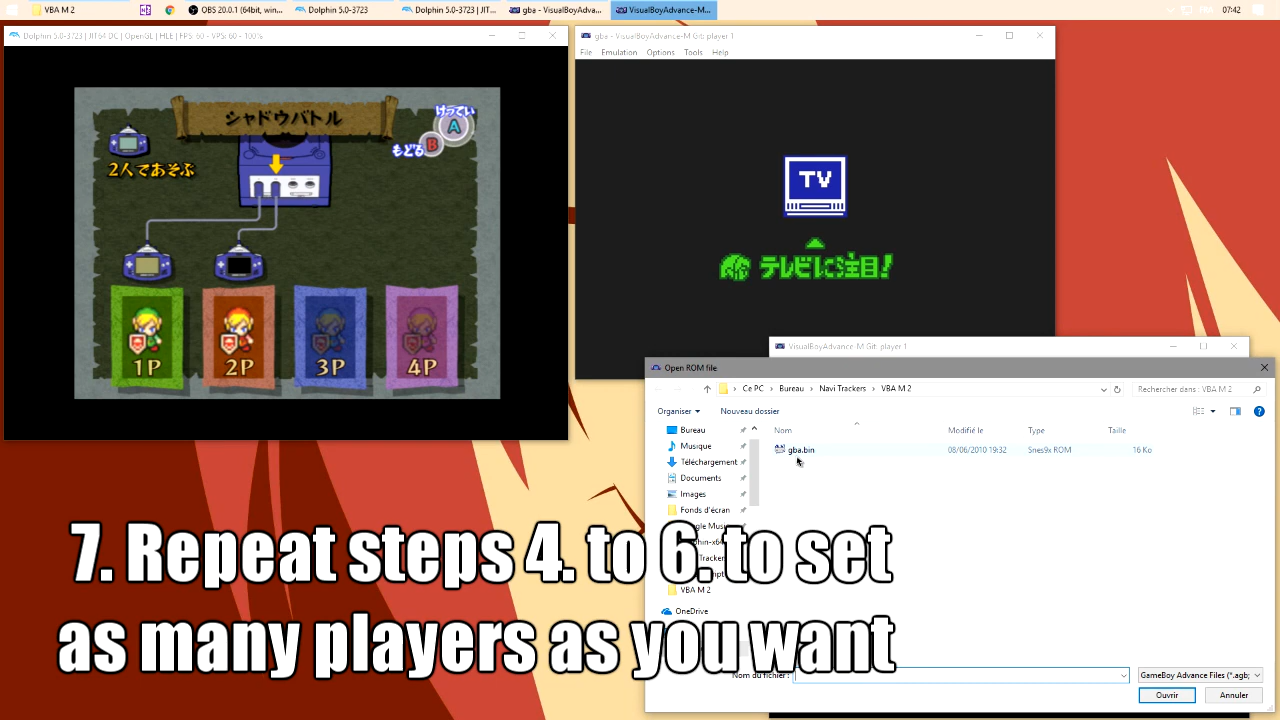 VBA M 2
OBS 20.0.1 (64bit, win...
Dolphin 5.0-3723
Dolphin 5.0-3723 | JIT...
gba - VisualBoyAdva...
VisualBoyAdvance-M...
07:42
Dolphin 5.0-3723 | JIT64 DC | OpenGL | HLE | FPS: 60 - VPS: 60 - 100%
gba - VisualBoyAdvance-M Git: player 1
File Emulation Options Tools Help
シャドウバトル
けってい
A
もどる B
2人であそぶ
1P
2P
3P
4P
TV
テレビに注目!
VisualBoyAdvance-M Git: player 1
Open ROM file
Ce PC > Bureau > Navi Trackers > VBA M 2
Rechercher dans : VBA M 2
Organiser
Nouveau dossier
Nom Modifié le Type Taille
gba.bin 08/06/2010 19:32 Snes9x ROM 16 Ko
Bureau
Musique
Téléchargement
Documents
Images
Fonds d'écran
VBA M 2
OneDrive
Nom du fichier :
GameBoy Advance Files (*.agb;
Ouvrir
Annuler
7. Repeat steps 4. to 6. to set
as many players as you want